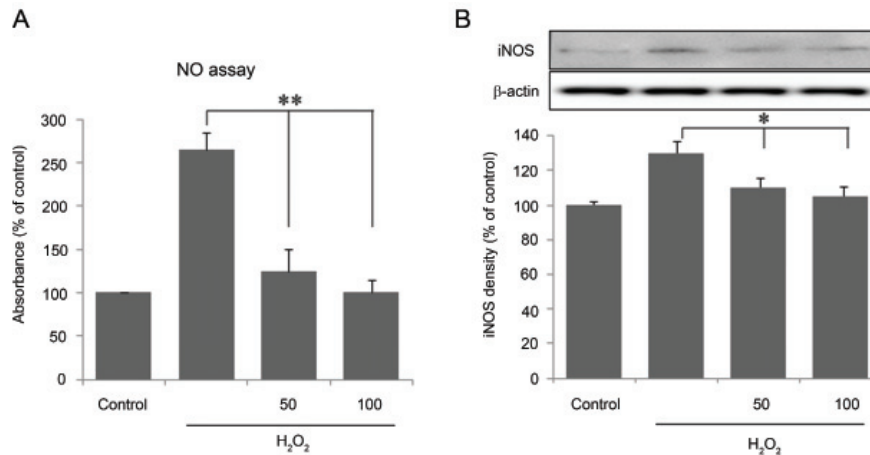 A
NO assay
**
Absorbance (% of control)
300
250
200
150
100
50
0
Control
50
100
H₂O₂
B
iNOS
β-actin
*
iNOS density (% of control)
140
120
100
80
60
40
20
0
Control
50
100
H₂O₂